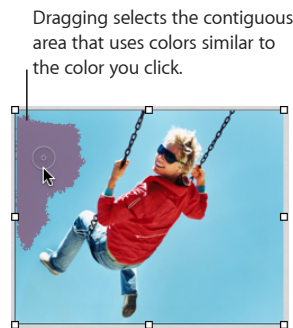 Dragging selects the contiguous
area that uses colors similar to
the color you click.